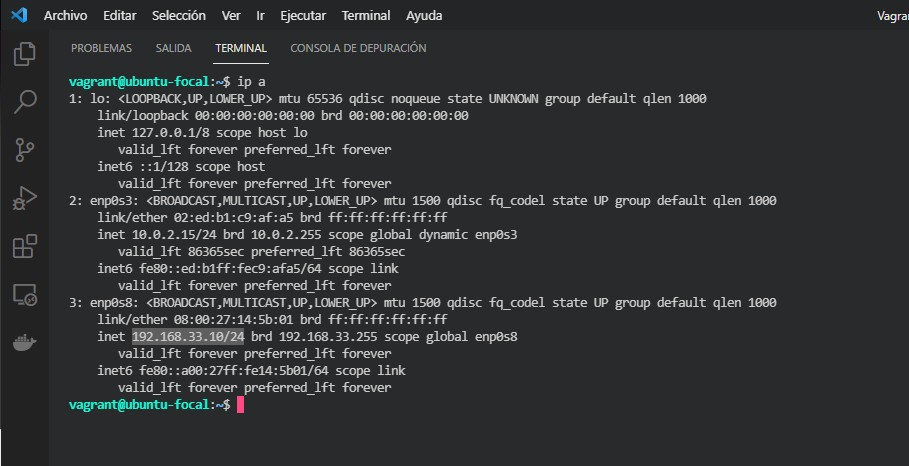 Archivo Editar Selección Ver Ir Ejecutar Terminal Ayuda Vagran
PROBLEMAS SALIDA TERMINAL CONSOLA DE DEPURACIÓN
vagrant@ubuntu-focal:~$ ip a
1: lo: <LOOPBACK,UP,LOWER_UP> mtu 65536 qdisc noqueue state UNKNOWN group default qlen 1000
link/loopback 00:00:00:00:00:00 brd 00:00:00:00:00:00
inet 127.0.0.1/8 scope host lo
valid_lft forever preferred_lft forever
inet6 ::1/128 scope host
valid_lft forever preferred_lft forever
2: enp0s3: <BROADCAST,MULTICAST,UP,LOWER_UP> mtu 1500 qdisc fq_codel state UP group default qlen 1000
link/ether 02:ed:b1:c9:af:a5 brd ff:ff:ff:ff:ff:ff
inet 10.0.2.15/24 brd 10.0.2.255 scope global dynamic enp0s3
valid_lft 86365sec preferred_lft 86365sec
inet6 fe80::ed:b1ff:fec9:afa5/64 scope link
valid_lft forever preferred_lft forever
3: enp0s8: <BROADCAST,MULTICAST,UP,LOWER_UP> mtu 1500 qdisc fq_codel state UP group default qlen 1000
link/ether 08:00:27:14:5b:01 brd ff:ff:ff:ff:ff:ff
inet 192.168.33.10/24 brd 192.168.33.255 scope global enp0s8
valid_lft forever preferred_lft forever
inet6 fe80::a00:27ff:fe14:5b01/64 scope link
valid_lft forever preferred_lft forever
vagrant@ubuntu-focal:~$